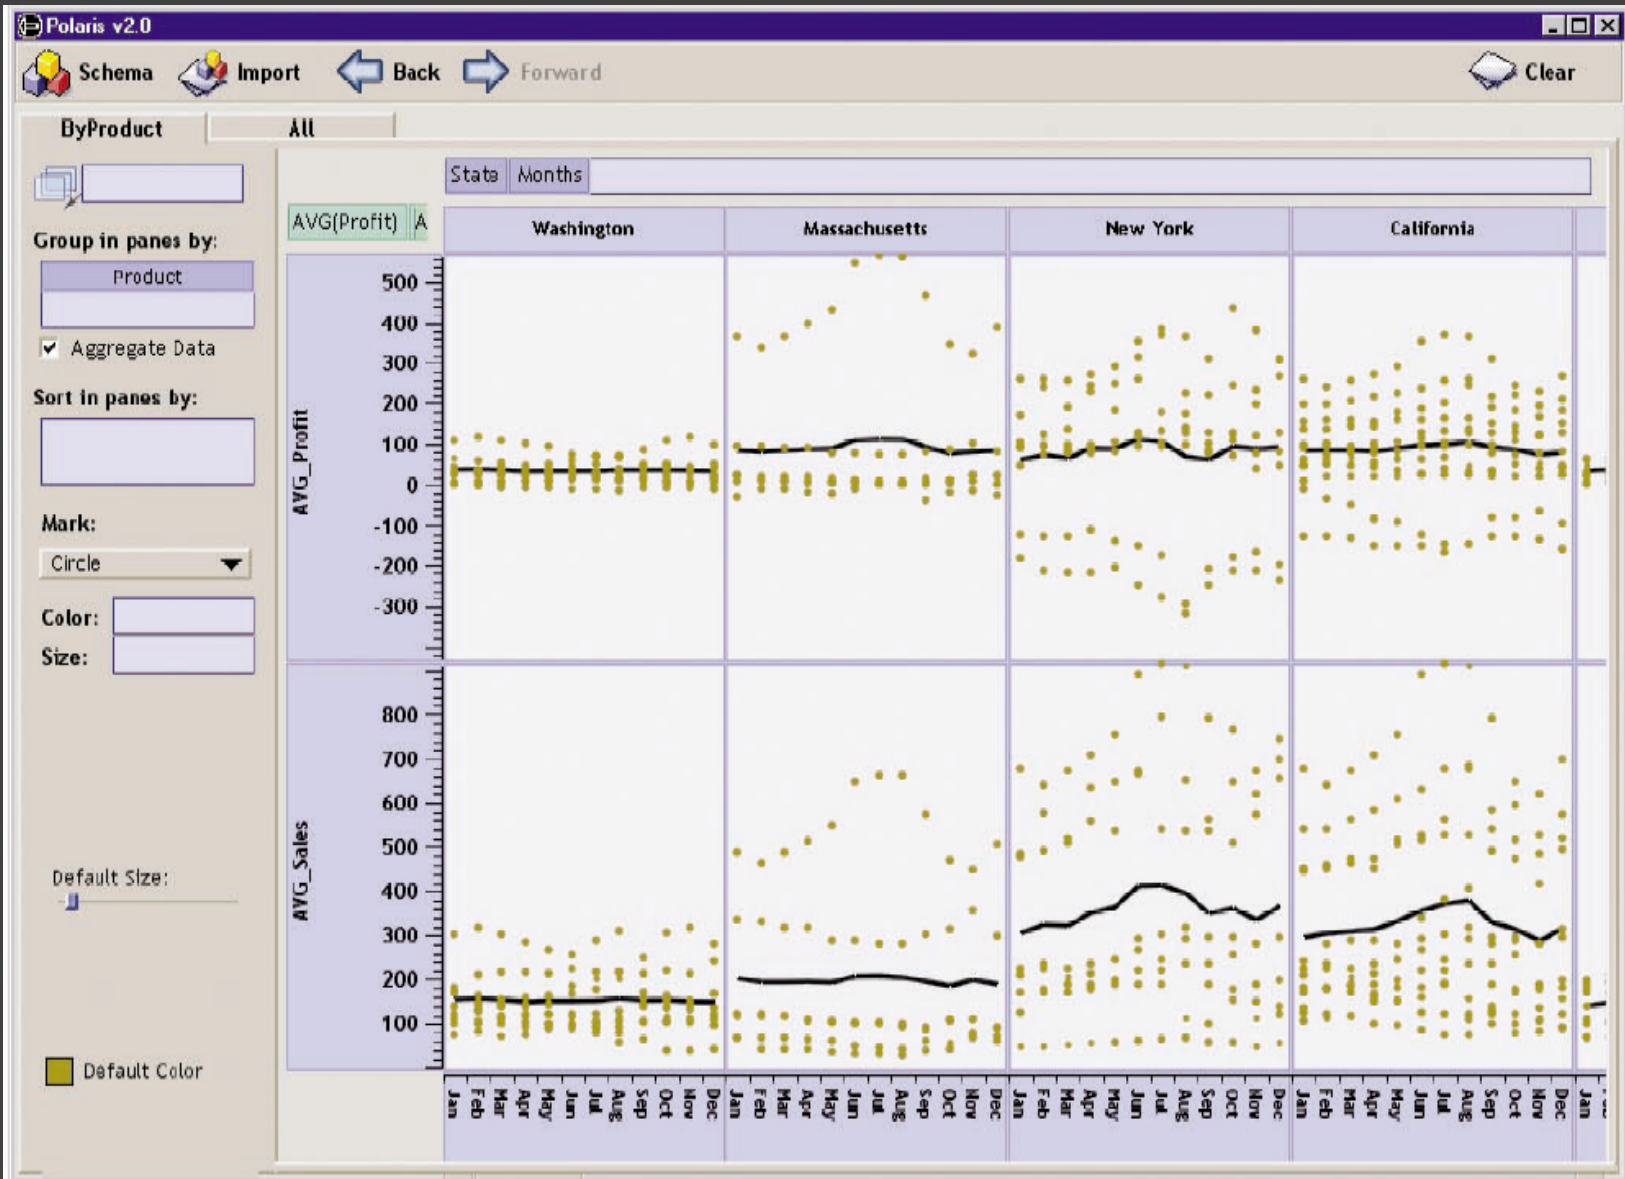 Polaris v2.0
Schema Import Back Forward Clear
ByProduct All
State Months
AVG(Profit) A
Washington Massachusetts New York California
Group in panes by:
Product
Aggregate Data
Sort in panes by:
Mark:
Circle
Color:
Size:
Default Size:
Default Color
AVG_Profit
500
400
300
200
100
0
-100
-200
-300
AVG_Sales
800
700
600
500
400
300
200
100
Jan Feb Mar Apr May Jun Jul Aug Sep Oct Nov Dec Jan Feb Mar Apr May Jun Jul Aug Sep Oct Nov Dec Jan Feb Mar Apr May Jun Jul Aug Sep Oct Nov Dec Jan Feb Mar Apr May Jun Jul Aug Sep Oct Nov Dec Jan